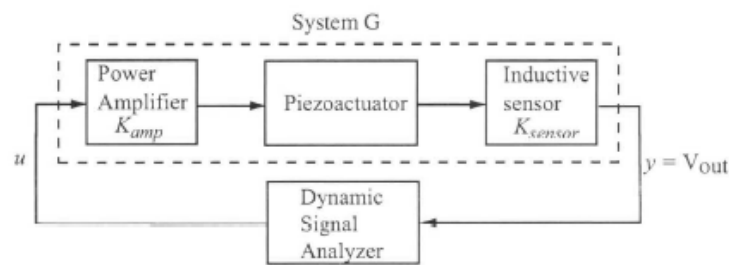 System G
Power
Amplifier
K_amp
Piezoactuator
Inductive
sensor
K_sensor
u
y = V_out
Dynamic
Signal
Analyzer